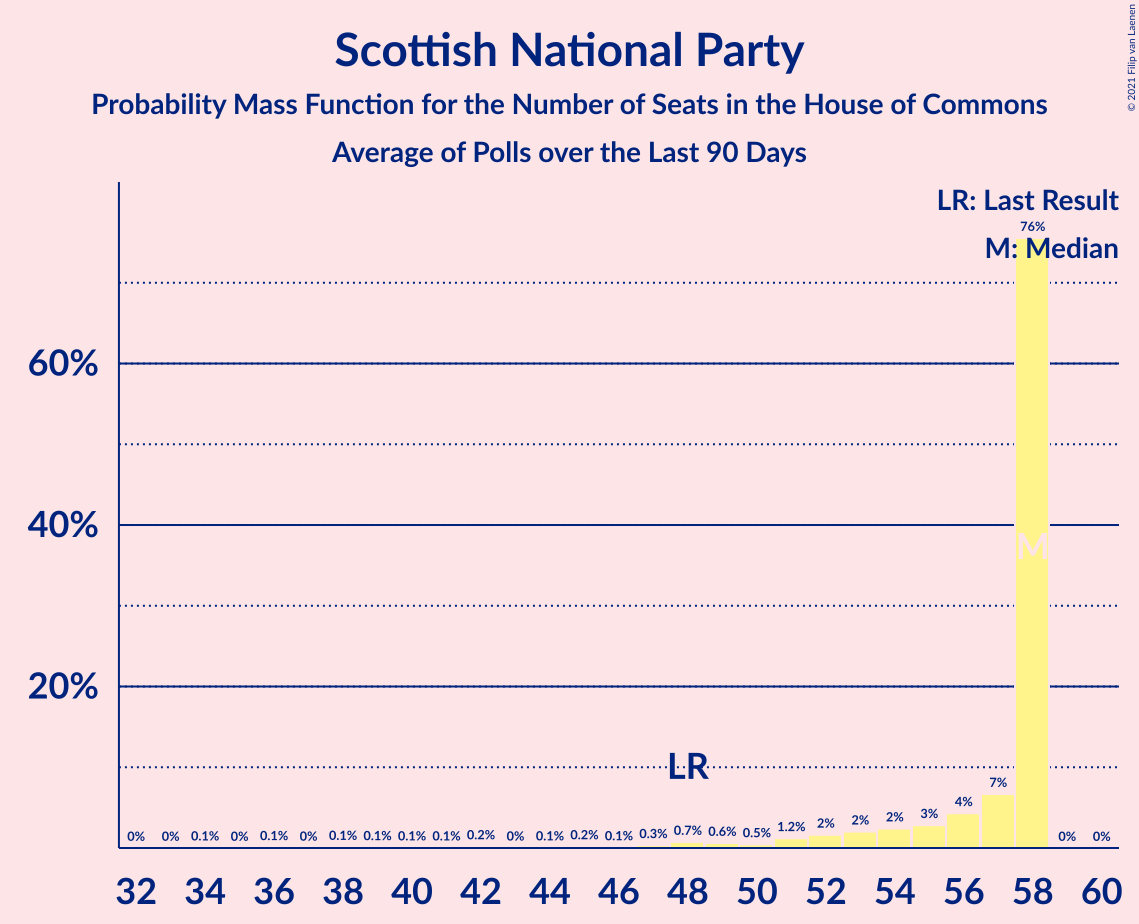 Scottish National Party
Probability Mass Function for the Number of Seats in the House of Commons
Average of Polls over the Last 90 Days
© 2021 Filip van Laenen
LR: Last Result
76%
M: Median
60%
40%
M
20%
LR
0% 0% 0.1% 0% 0.1% 0% 0.1% 0.1% 0.1% 0.1% 0.2% 0% 0.1% 0.2% 0.1% 0.3% 0.7% 0.6% 0.5% 1.2% 2% 2% 2% 3% 4% 7% 0% 0%
32 34 36 38 40 42 44 46 48 50 52 54 56 58 60